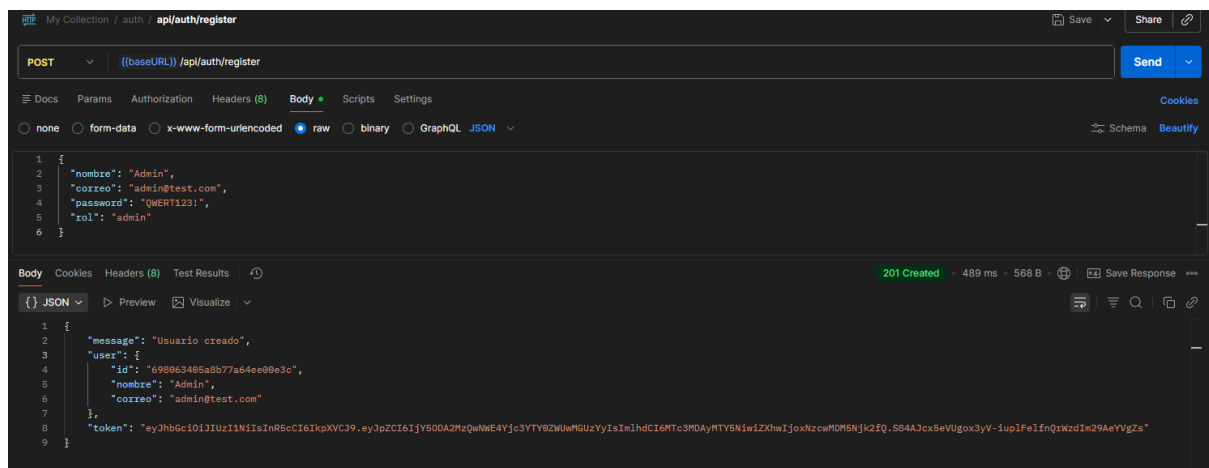 HTTP My Collection / auth / api/auth/register Save Share
POST {{baseURL}} /api/auth/register Send
Docs Params Authorization Headers (8) Body Scripts Settings Cookies
none form-data x-www-form-urlencoded raw binary GraphQL JSON Schema Beautify
1 {
2 "nombre": "Admin",
3 "correo": "admin@test.com",
4 "password": "QWERT123!",
5 "rol": "admin"
6 }
Body Cookies Headers (8) Test Results 201 Created 489 ms 568 B e.g. Save Response
{ } JSON Preview Visualize
1 {
2 "message": "Usuario creado",
3 "user": {
4 "id": "698063405a8b77a64ee00e3c",
5 "nombre": "Admin",
6 "correo": "admin@test.com"
7 },
8 "token":
9 }